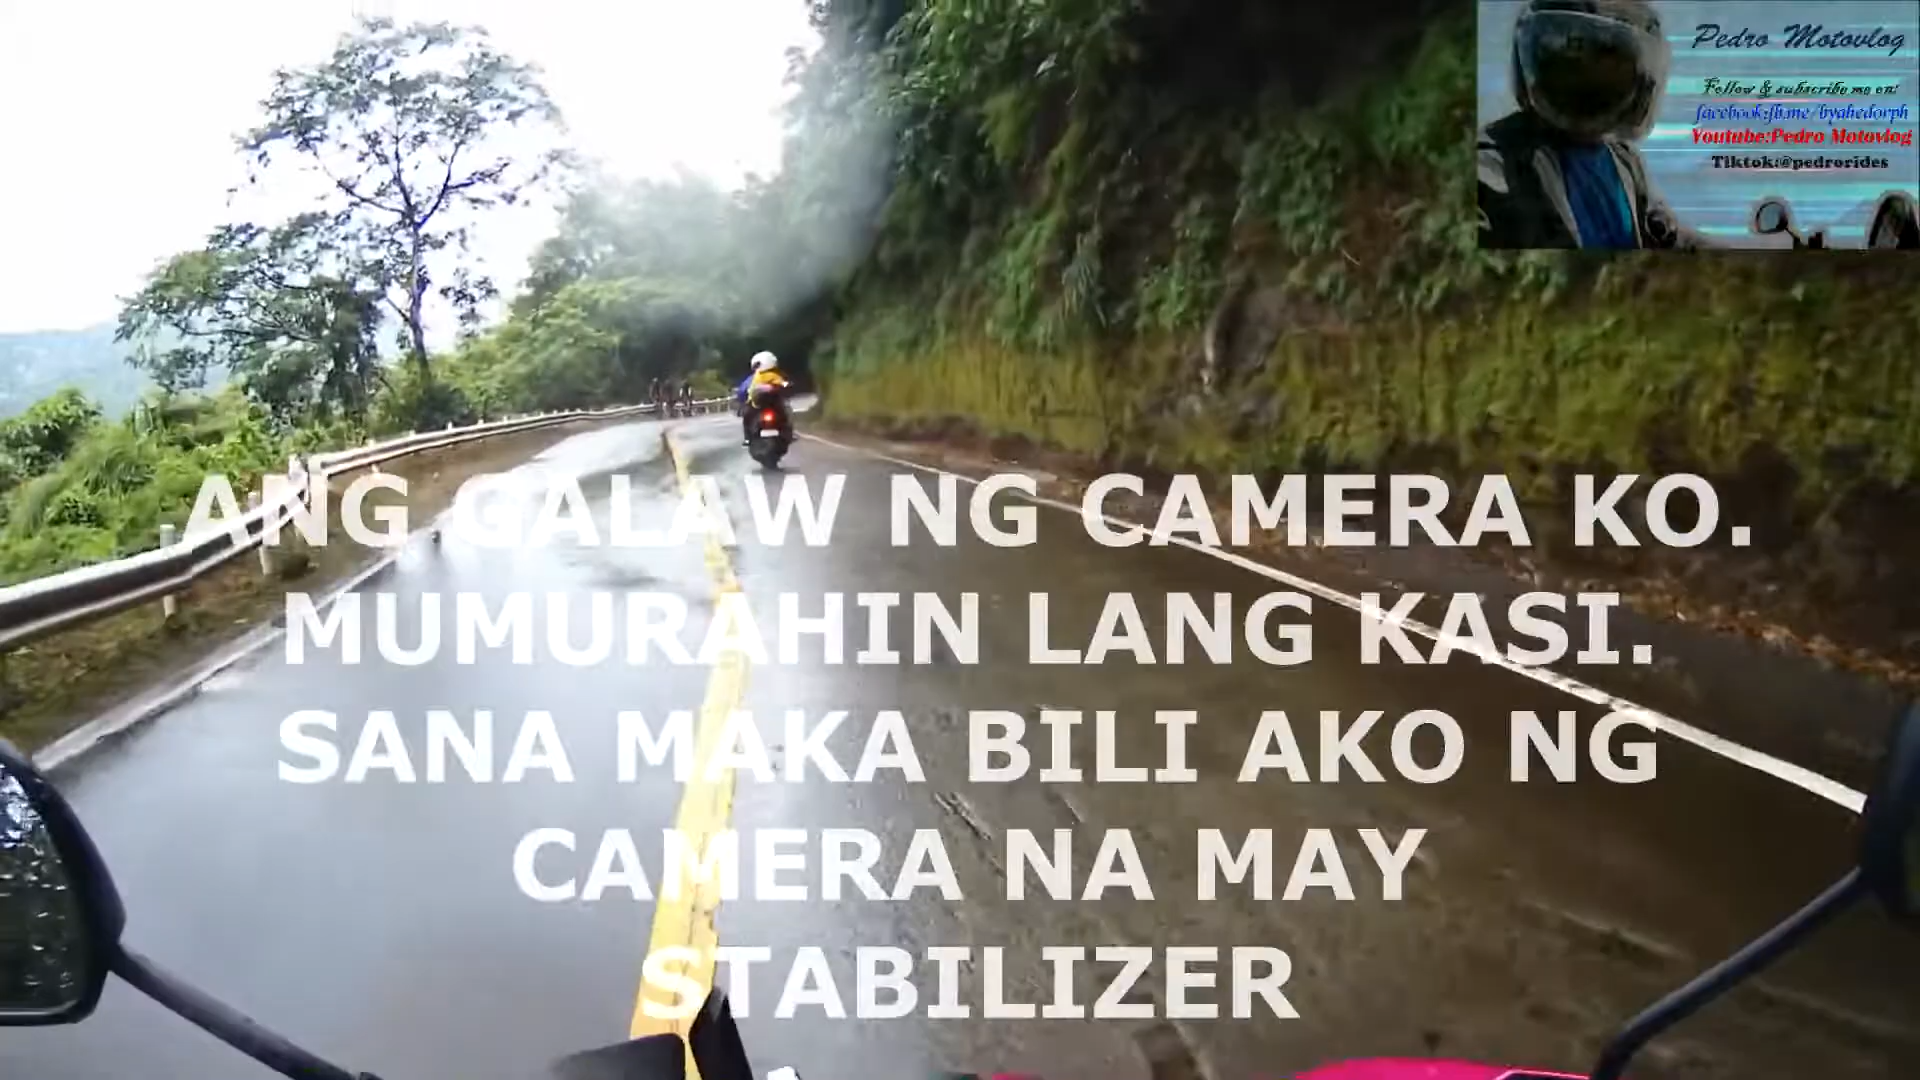 Pedro Motovlog
Follow & subscribe me on:
facebook:fb.me/byahedorph
Youtube:Pedro Motovlog
Tiktok:@pedrorides
ANG GALAW NG CAMERA KO.
MUMURAHIN LANG KASI.
SANA MAKA BILI AKO NG
CAMERA NA MAY
STABILIZER